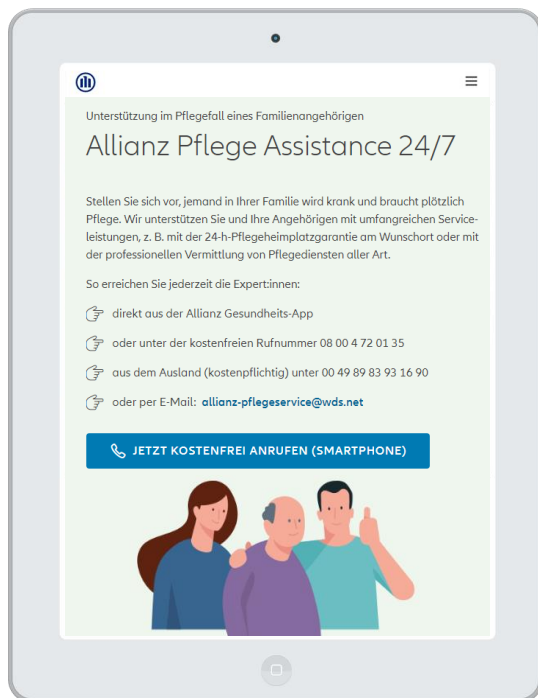 Unterstützung im Pflegefall eines Familienangehörigen
Allianz Pflege Assistance 24/7
Stellen Sie sich vor, jemand in Ihrer Familie wird krank und braucht plötzlich
Pflege. Wir unterstützen Sie und Ihre Angehörigen mit umfangreichen Service-
leistungen, z. B. mit der 24-h-Pflegeheimplatzgarantie am Wunschort oder mit
der professionellen Vermittlung von Pflegediensten aller Art.
So erreichen Sie jederzeit die Expert:innen:
direkt aus der Allianz Gesundheits-App
oder unter der kostenfreien Rufnummer 08 00 4 72 01 35
aus dem Ausland (kostenpflichtig) unter 00 49 89 83 93 16 90
oder per E-Mail: allianz-pflegeservice@wds.net
JETZT KOSTENFREI ANRUFEN (SMARTPHONE)